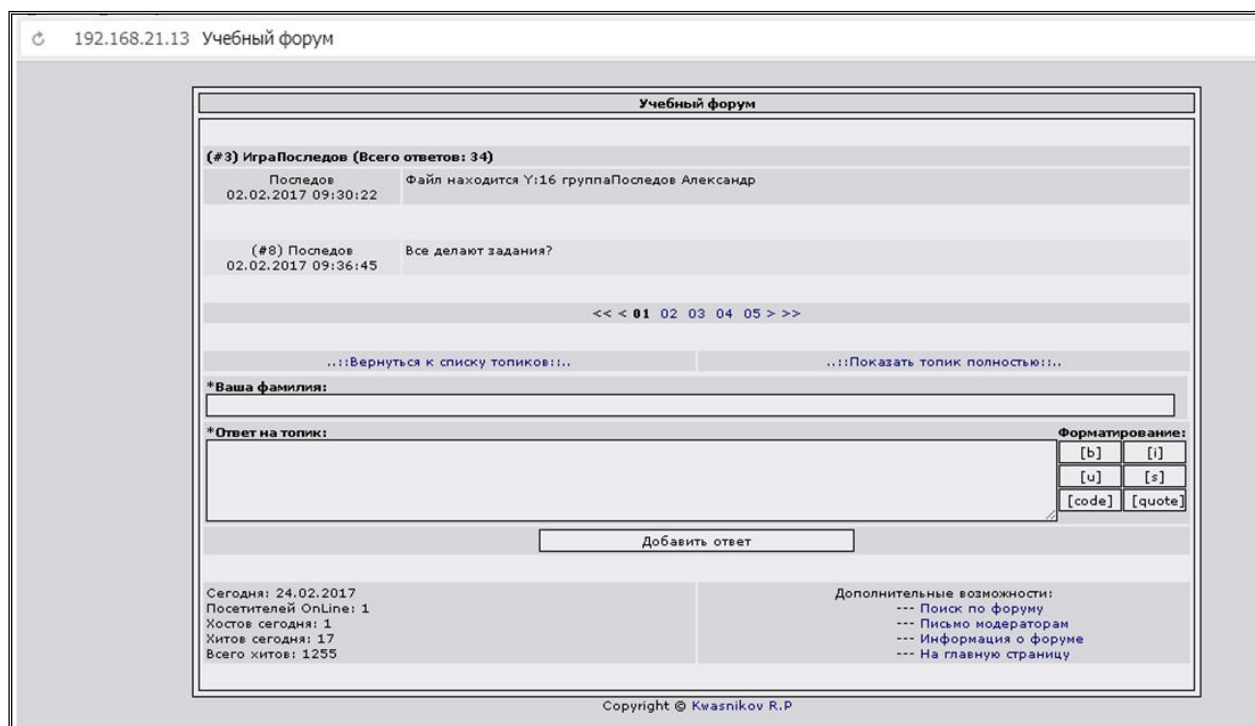 192.168.21.13 Учебный форум
Учебный форум
(#3) ИграПоследов (Всего ответов: 34)
Последов
02.02.2017 09:30:22
Файл находится Y:16 группаПоследов Александр
(#8) Последов
02.02.2017 09:36:45
Все делают задания?
<< < 01 02 03 04 05 > >>
..::Вернуться к списку топиков::..
..::Показать топик полностью::..
*Ваша фамилия:
*Ответ на топик:
Форматирование:
[b] [i]
[u] [s]
[code] [quote]
Добавить ответ
Сегодня: 24.02.2017
Посетителей OnLine: 1
Хостов сегодня: 1
Хитов сегодня: 17
Всего хитов: 1255
Дополнительные возможности:
--- Поиск по форуму
--- Письмо модераторам
--- Информация о форуме
--- На главную страницу
Copyright © Kwasnikov R.P